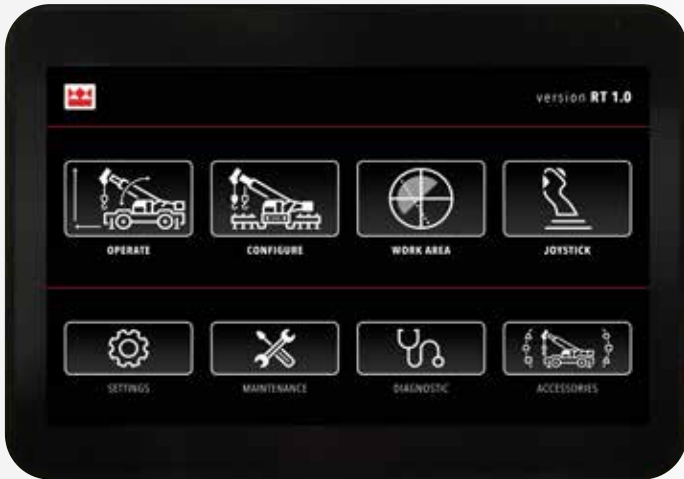 version RT 1.0
OPERATE
CONFIGURE
WORK AREA
JOYSTICK
SETTINGS
MAINTENANCE
DIAGNOSTIC
ACCESSORIES